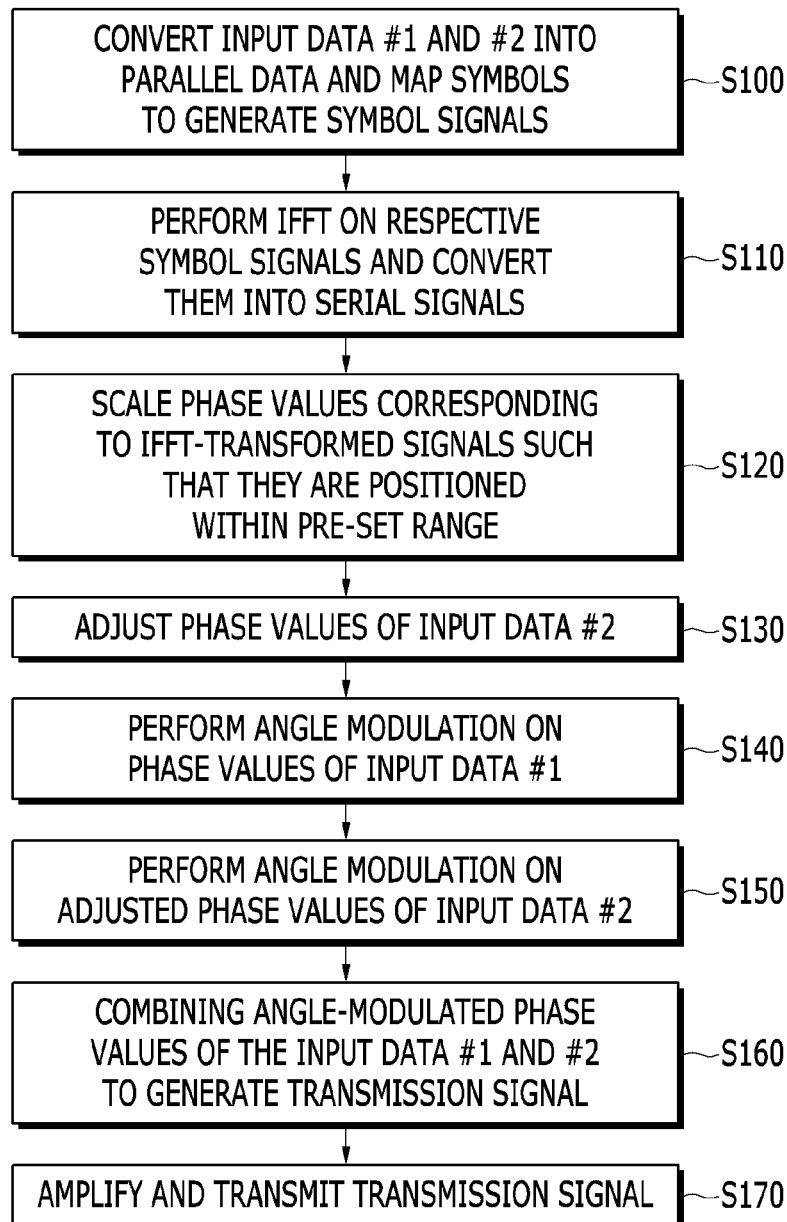 CONVERT INPUT DATA #1 AND #2 INTO
PARALLEL DATA AND MAP SYMBOLS
TO GENERATE SYMBOL SIGNALS
S100
PERFORM IFFT ON RESPECTIVE
SYMBOL SIGNALS AND CONVERT
THEM INTO SERIAL SIGNALS
S110
SCALE PHASE VALUES CORRESPONDING
TO IFFT-TRANSFORMED SIGNALS SUCH
THAT THEY ARE POSITIONED
WITHIN PRE-SET RANGE
S120
ADJUST PHASE VALUES OF INPUT DATA #2
S130
PERFORM ANGLE MODULATION ON
PHASE VALUES OF INPUT DATA #1
S140
PERFORM ANGLE MODULATION ON
ADJUSTED PHASE VALUES OF INPUT DATA #2
S150
COMBINING ANGLE-MODULATED PHASE
VALUES OF THE INPUT DATA #1 AND #2
TO GENERATE TRANSMISSION SIGNAL
S160
AMPLIFY AND TRANSMIT TRANSMISSION SIGNAL
S170